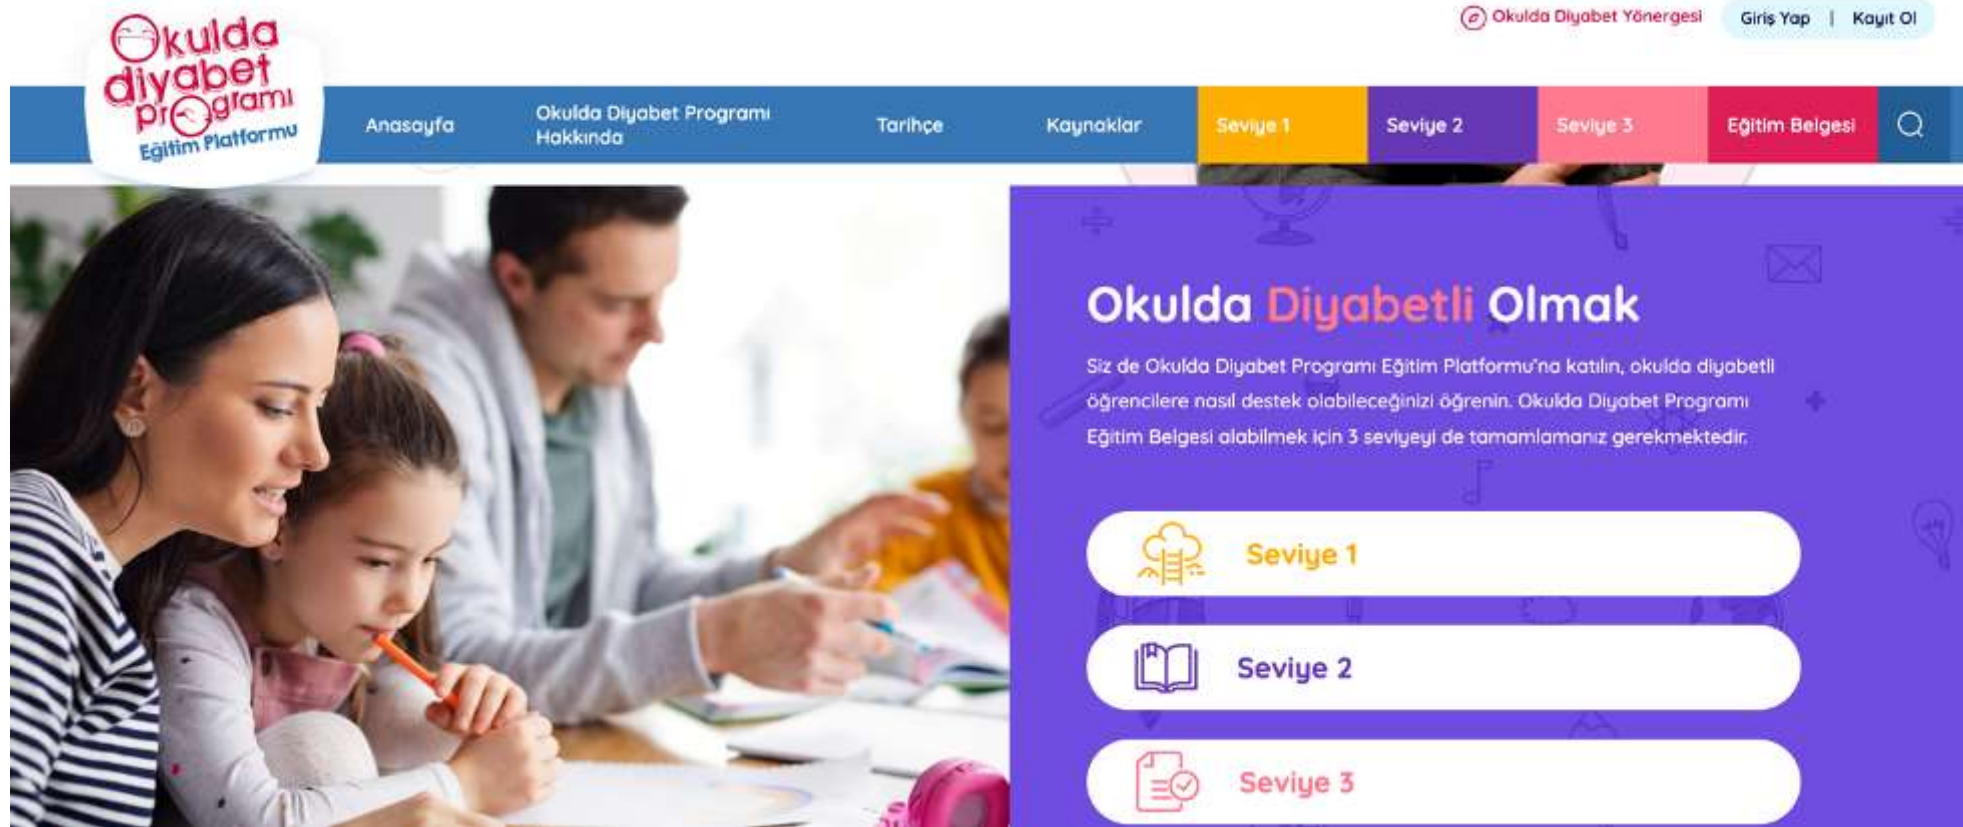 Okulda
diyabet
programı
Eğitim Platformu
Okulda Diyabet Yönergesi
Giriş Yap | Kayıt Ol
Anasayfa
Okulda Diyabet Programı
Hakkında
Tarihçe
Kaynaklar
Seviye 1
Seviye 2
Seviye 3
Eğitim Belgesi
Okulda Diyabetli Olmak
Siz de Okulda Diyabet Programı Eğitim Platformu'na katılın, okulda diyabetli
öğrencilere nasıl destek olabileceğinizi öğrenin. Okulda Diyabet Programı
Eğitim Belgesi alabilmek için 3 seviyeyi de tamamlamanız gerekmektedir.
Seviye 1
Seviye 2
Seviye 3